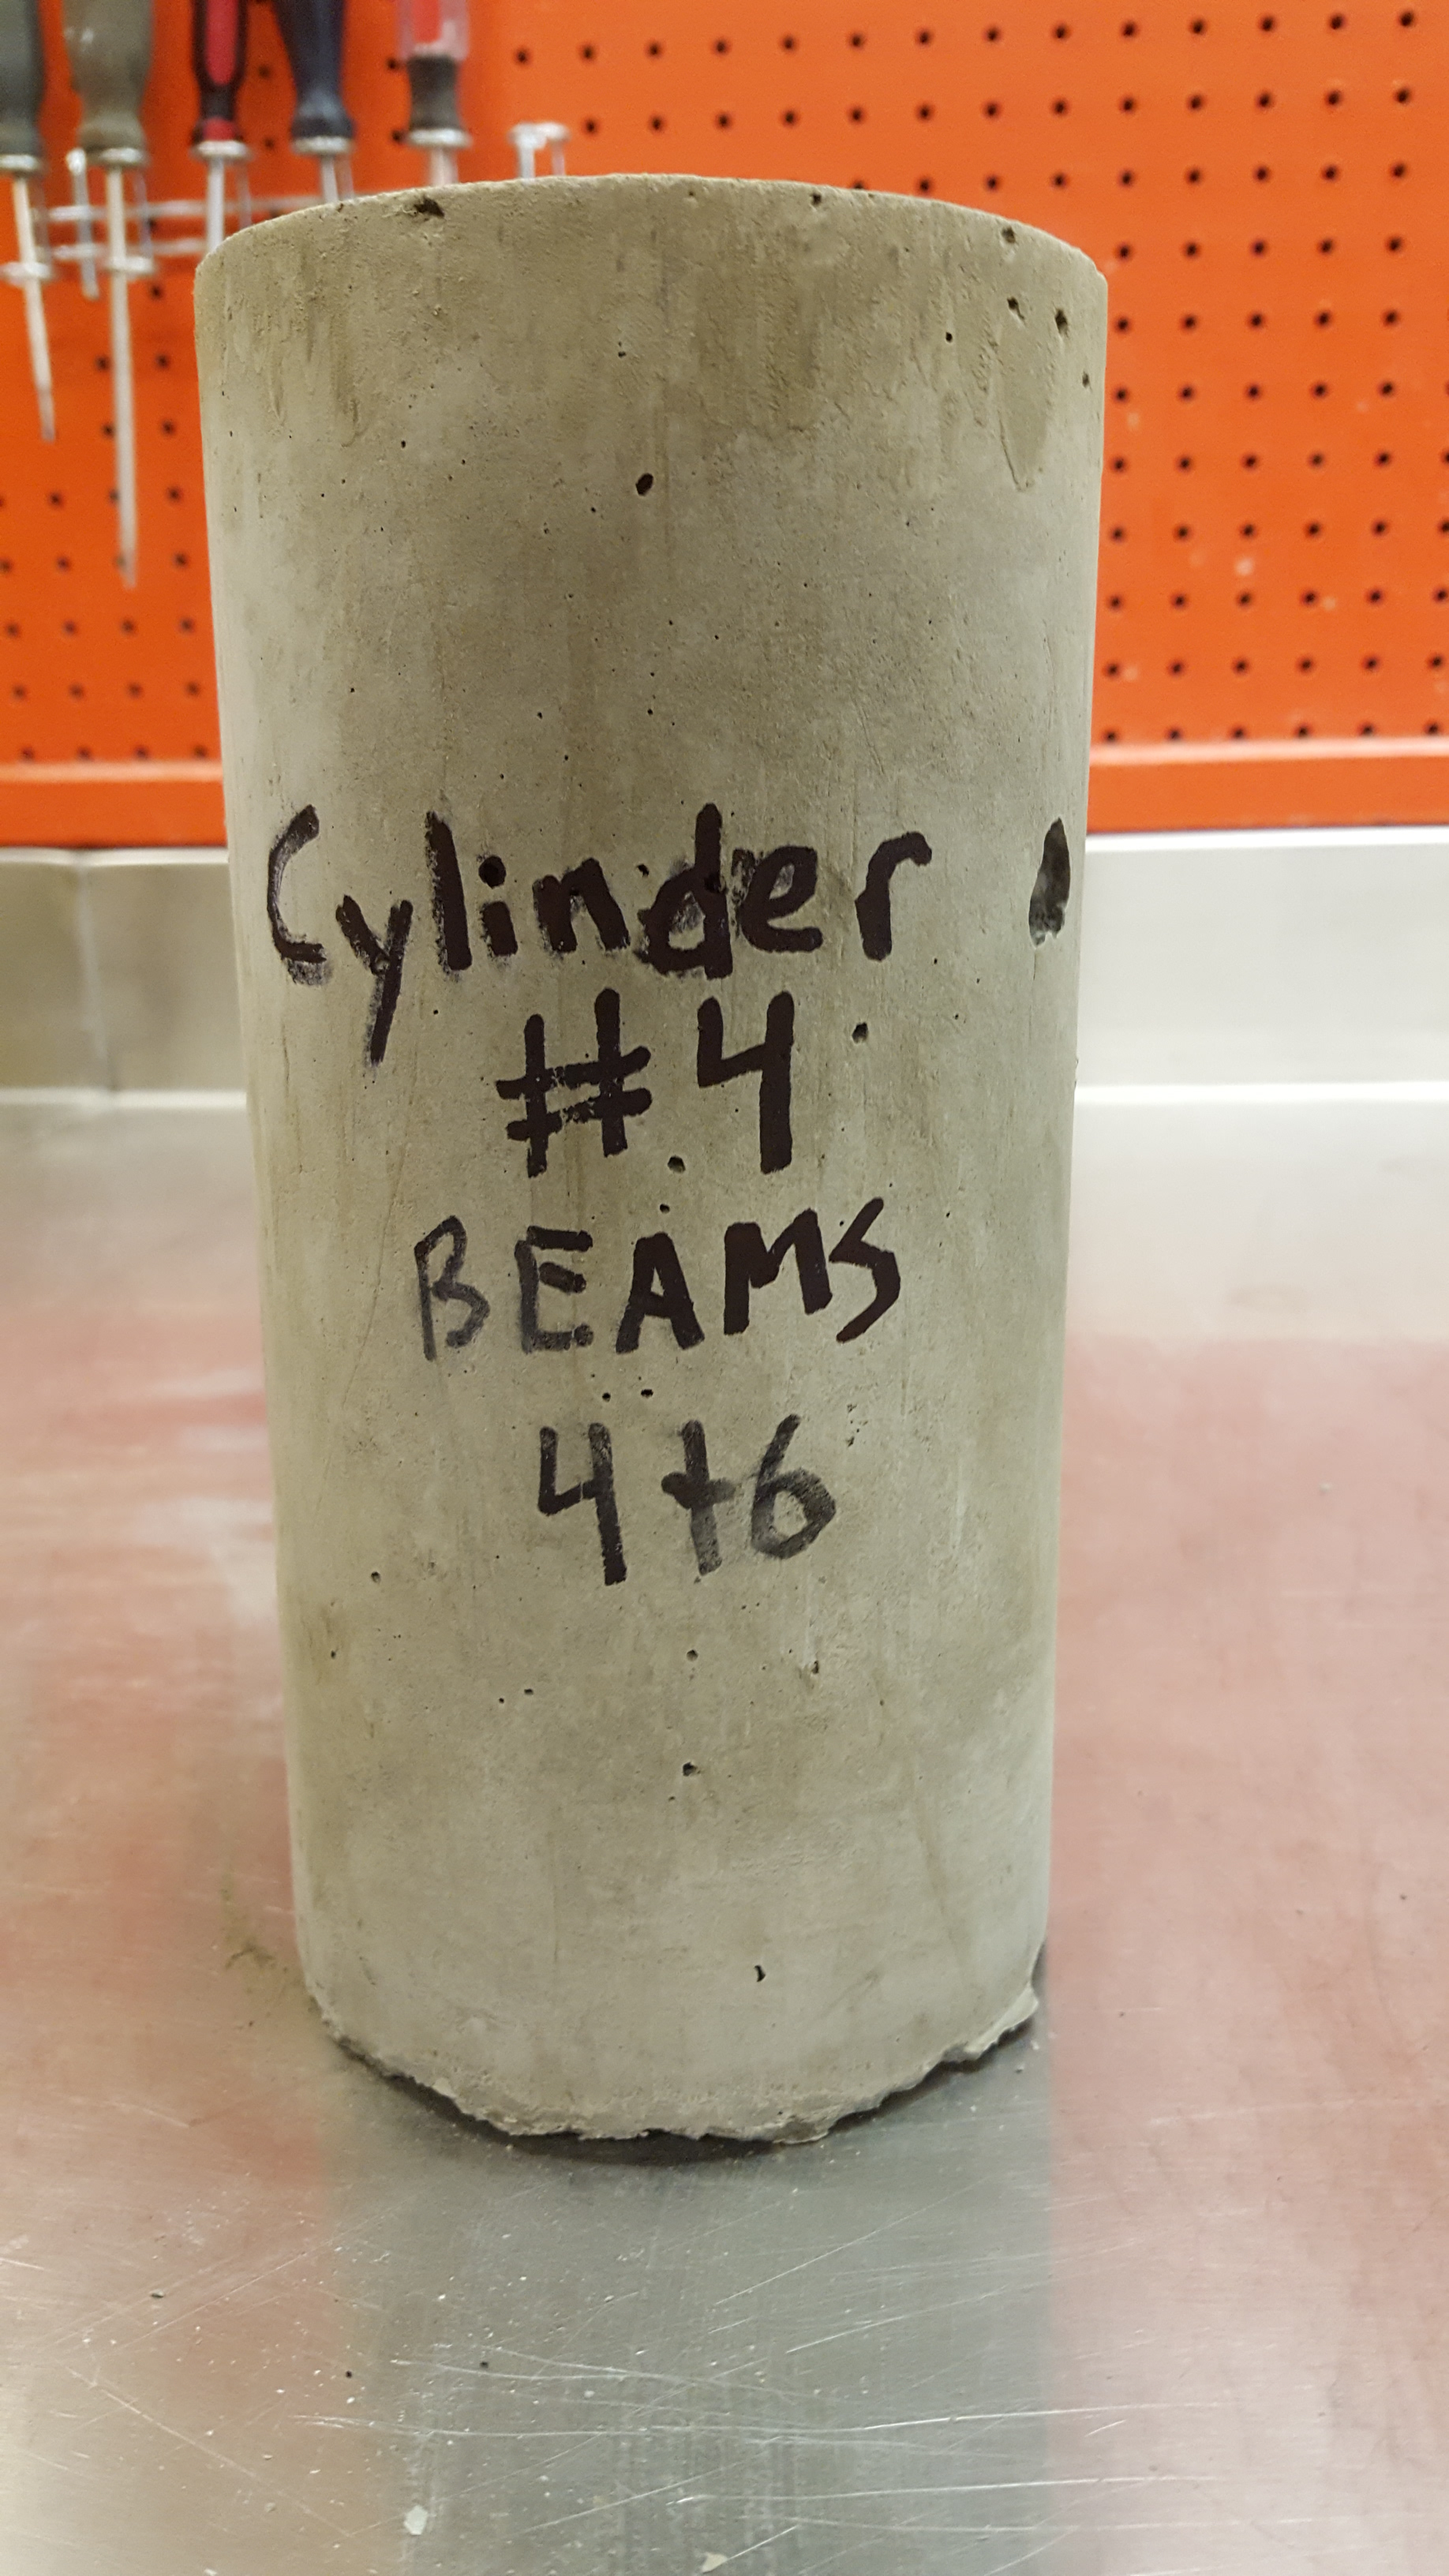 Cylinder
#4
BEAMS
4+6